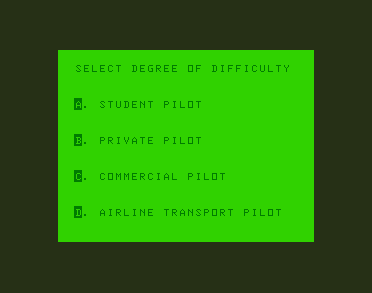 SELECT DEGREE OF DIFFICULTY
A. STUDENT PILOT
B. PRIVATE PILOT
C. COMMERCIAL PILOT
D. AIRLINE TRANSPORT PILOT